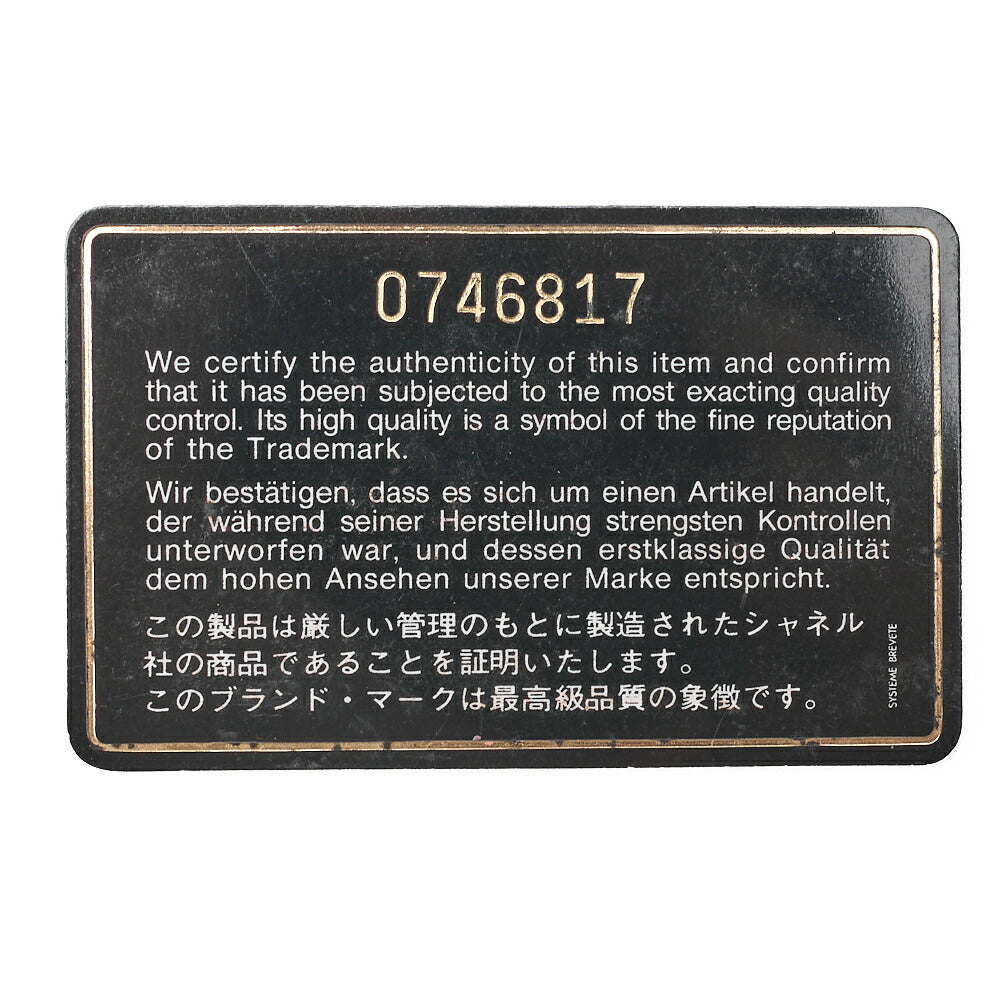 0746817
We certify the authenticity of this item and confirm
that it has been subjected to the most exacting quality
control. Its high quality is a symbol of the fine reputation
of the Trademark.
Wir bestätigen, dass es sich um einen Artikel handelt,
der während seiner Herstellung strengsten Kontrollen
unterworfen war, und dessen erstklassige Qualität
dem hohen Ansehen unserer Marke entspricht.
この製品は厳しい管理のもとに製造されたシャネル
社の商品であることを証明いたします。
このブランド・マークは最高級品質の象徴です。
SYSTEME BREVETE